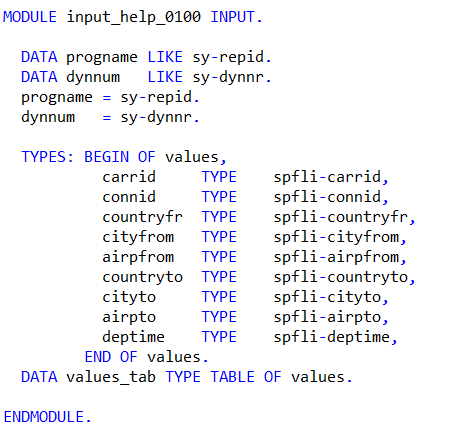 MODULE input_help_0100 INPUT.
DATA progname LIKE sy-repid.
DATA dynnum LIKE sy-dynnr.
progname = sy-repid.
dynnum = sy-dynnr.
TYPES: BEGIN OF values,
carrid TYPE spfli-carrid,
connid TYPE spfli-connid,
countryfr TYPE spfli-countryfr,
cityfrom TYPE spfli-cityfrom,
airpfrom TYPE spfli-airpfrom,
countryto TYPE spfli-countryto,
cityto TYPE spfli-cityto,
airpto TYPE spfli-airpto,
deptime TYPE spfli-deptime,
END OF values.
DATA values_tab TYPE TABLE OF values.
ENDMODULE.